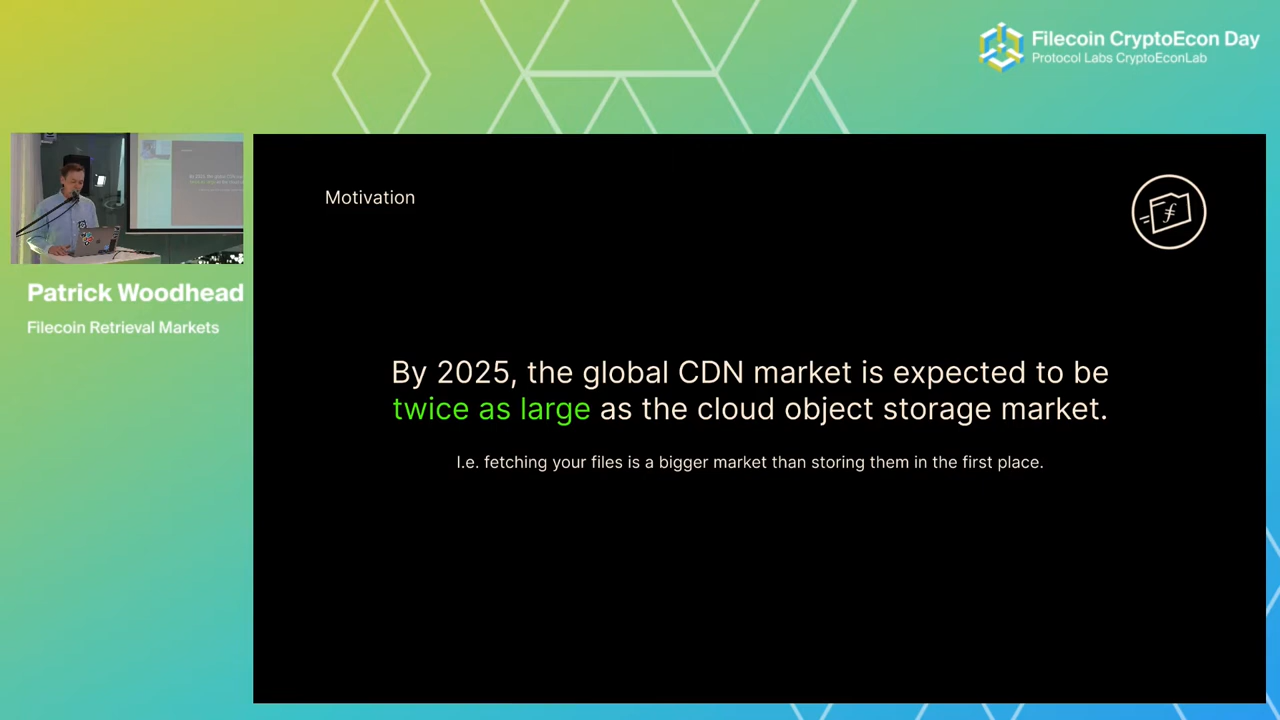 Filecoin CryptoEcon Day
Protocol Labs CryptoEconLab
Motivation
Patrick Woodhead
Filecoin Retrieval Markets
By 2025, the global CDN market is expected to be
twice as large as the cloud object storage market.
I.e. fetching your files is a bigger market than storing them in the first place.